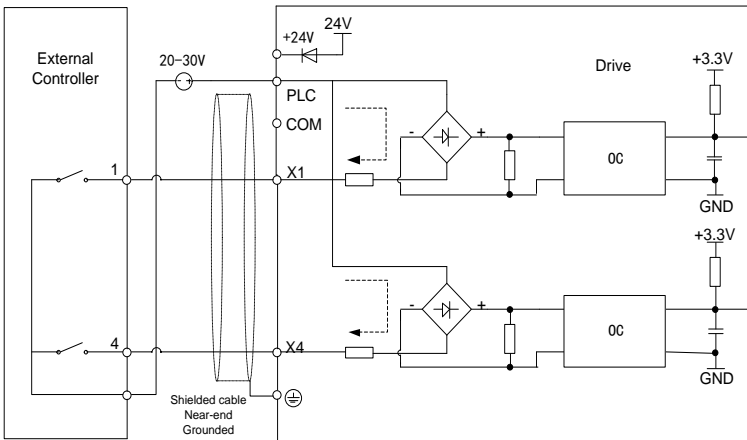 24V
+24V
External
Controller
20-30V
Drive
+3.3V
PLC
COM
- +
OC
1
X1
GND
+3.3V
- +
OC
4
X4
GND
Shielded cable
Near-end
Grounded